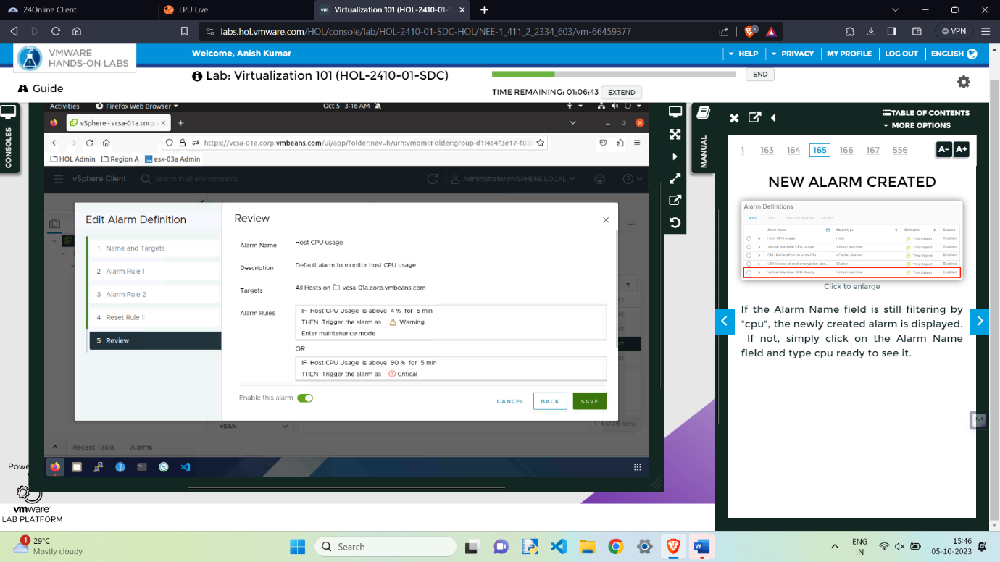 24Online Client
LPU Live
vm Virtualization 101 (HOL-2410-01-S
labs.hol.vmware.com/HOL/console/lab/HOL-2410-01-SDC-HOL/NEE-1_411_2_2334_603/vm-66459377
1
VPN
VMWARE
HANDS-ON LABS
Welcome, Anish Kumar
HELP
PRIVACY
MY PROFILE
LOG OUT
ENGLISH
Lab: Virtualization 101 (HOL-2410-01-SDC)
END
Guide
TIME REMAINING: 01:06:43
EXTEND
CONSOLES
Activities
Firefox Web Browser
Oct 5 3:16 AM
vSphere - vcsa-01a.corp.v
https://vcsa-01a.corp.vmbeans.com/ui/app/folder;nav=h/urn:vmomi:Folder:group-d1:4c4f3e17-f83
HOL Admin
Region A
esx-03a Admin
vSphere Client
Search in all environments
Administrator@VSPHERE.LOCAL
Edit Alarm Definition
1 Name and Targets
2 Alarm Rule 1
3 Alarm Rule 2
4 Reset Rule 1
5 Review
Review
Alarm Name
Host CPU usage
Description
Default alarm to monitor host CPU usage
Targets
All Hosts on vcsa-01a.corp.vmbeans.com
Alarm Rules
IF Host CPU Usage is above 4 % for 5 min
THEN Trigger the alarm as Warning
Enter maintenance mode
OR
IF Host CPU Usage is above 90 % for 5 min
THEN Trigger the alarm as Critical
Enable this alarm
CANCEL
BACK
SAVE
vSAN
Recent Tasks
Alarms
MANUAL
TABLE OF CONTENTS
MORE OPTIONS
1 163 164 165 166 167 556
A- A+
NEW ALARM CREATED
Alarm Definitions
ADD EDIT ENABLE/DISABLE DELETE
Alarm Name Object type Defined In Enabled
Host CPU usage Host This Object Enabled
Virtual machine CPU usage Virtual Machine This Object Enabled
CPU Exhaustion on vcsa-01a vCenter Server This Object Enabled
vSAN data-at-rest encryption alar... Cluster This Object Enabled
Virtual Machine CPU Ready Virtual Machine This Object Enabled
Click to enlarge
If the Alarm Name field is still filtering by
"cpu", the newly created alarm is displayed.
If not, simply click on the Alarm Name
field and type cpu ready to see it.
Powe
vmware
LAB PLATFORM
1
29°C
Mostly cloudy
Search
ENG
IN
15:46
05-10-2023